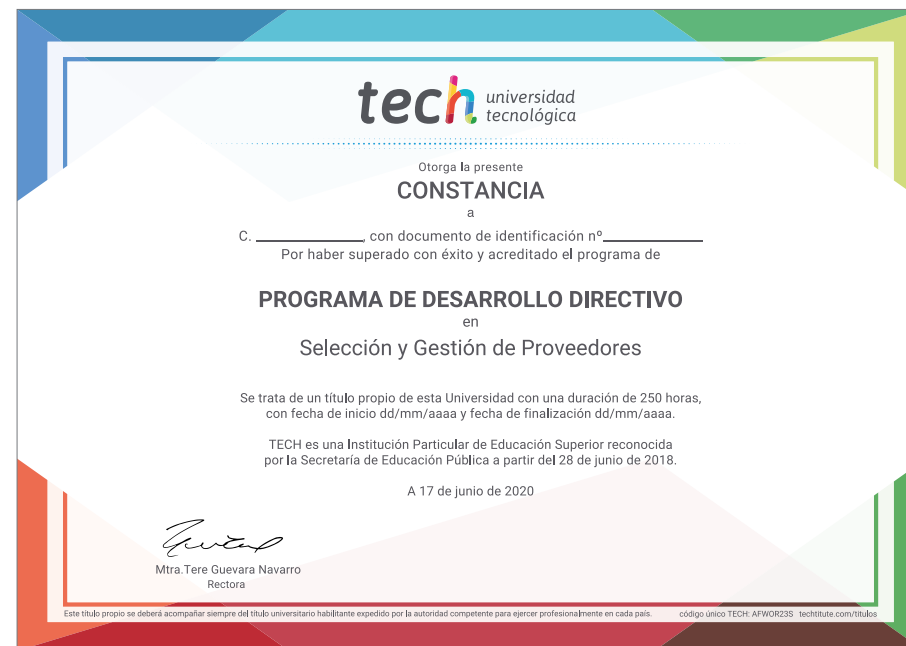 tech universidad
tecnológica
Otorga la presente
CONSTANCIA
a
C. ________________, con documento de identificación nº________________
Por haber superado con éxito y acreditado el programa de
PROGRAMA DE DESARROLLO DIRECTIVO
en
Selección y Gestión de Proveedores
Se trata de un título propio de esta Universidad con una duración de 250 horas,
con fecha de inicio dd/mm/aaaa y fecha de finalización dd/mm/aaaa.
TECH es una Institución Particular de Educación Superior reconocida
por la Secretaría de Educación Pública a partir del 28 de junio de 2018.
A 17 de junio de 2020
Mtra.Tere Guevara Navarro
Rectora
Este título propio se deberá acompañar siempre del título universitario habilitante expedido por la autoridad competente para ejercer profesionalmente en cada país. código único TECH: AFWOR23S techtitute.com/títulos